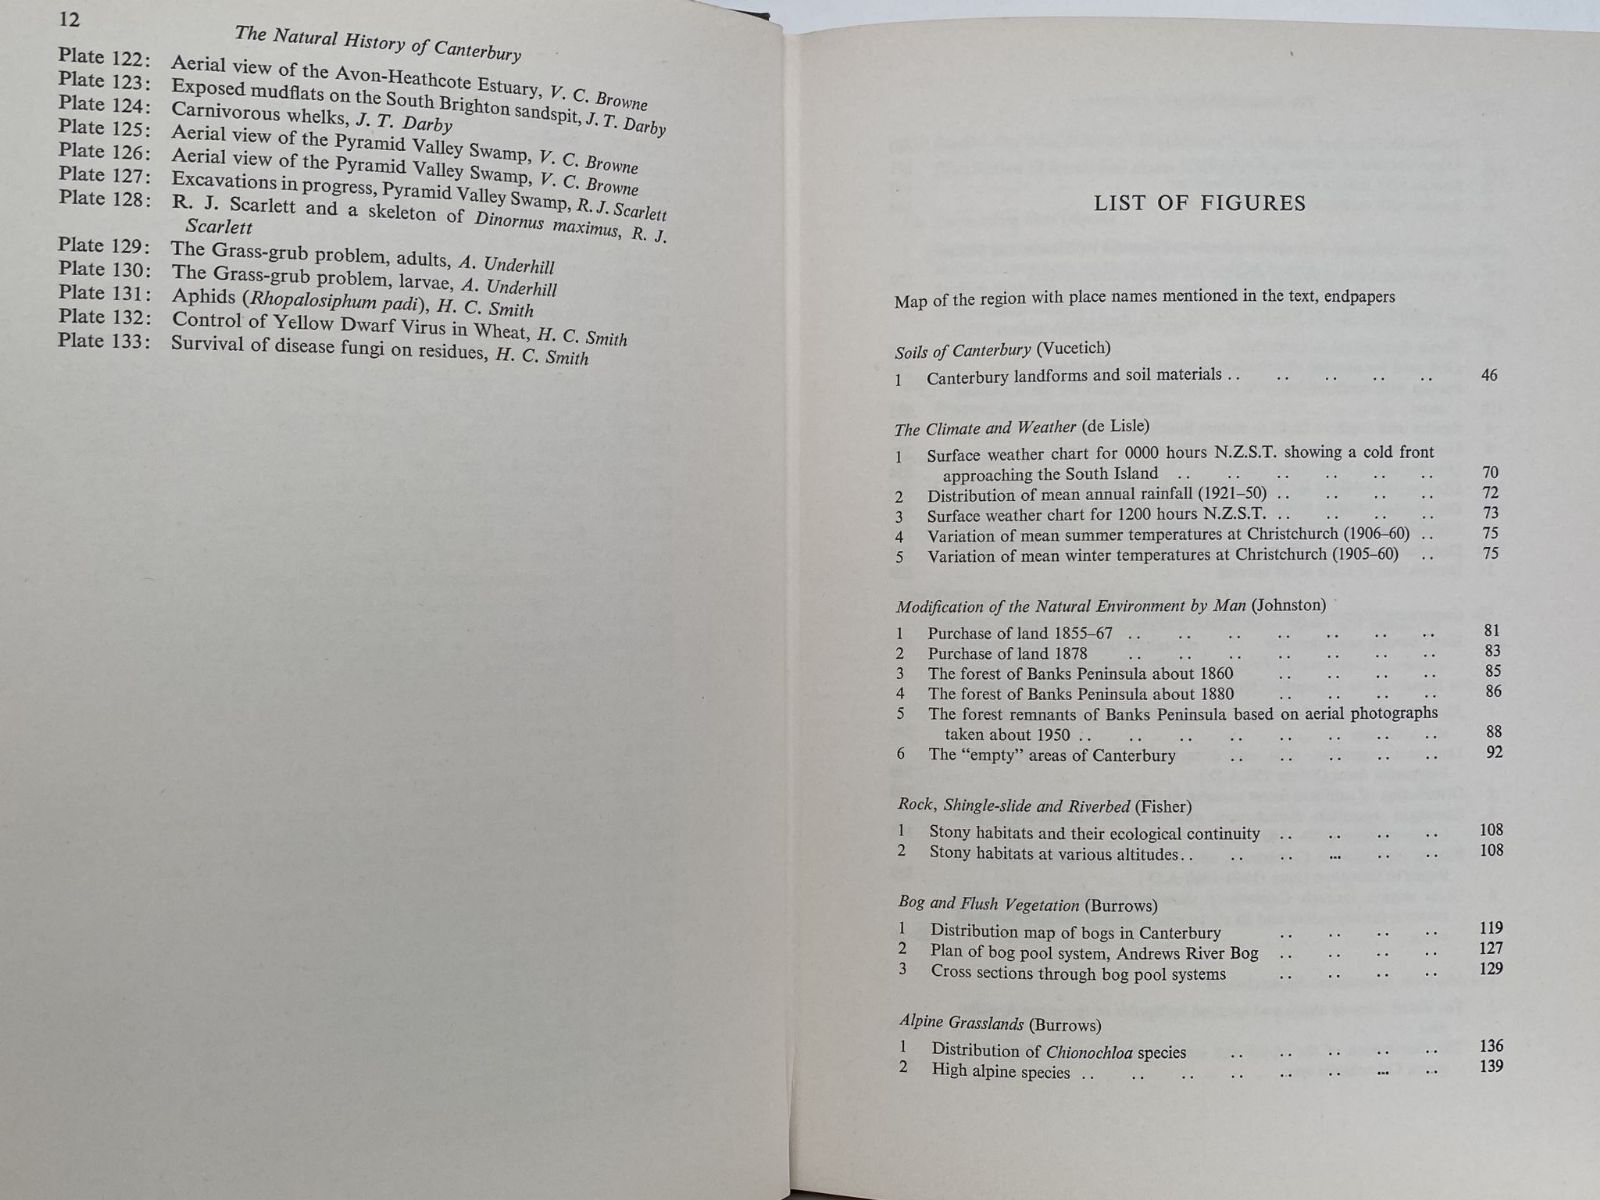 12
The Natural History of Canterbury
Plate 122: Aerial view of the Avon-Heathcote Estuary, V. C. Browne
Plate 123: Exposed mudflats on the South Brighton sandspit, J. T. Darby
Plate 124: Carnivorous whelks, J. T. Darby
Plate 125: Aerial view of the Pyramid Valley Swamp, V. C. Browne
Plate 126: Aerial view of the Pyramid Valley Swamp, V. C. Browne
Plate 127: Excavations in progress, Pyramid Valley Swamp, R. J. Scarlett
Plate 128: R. J. Scarlett and a skeleton of Dinornus maximus, R. J.
Scarlett
Plate 129: The Grass-grub problem, adults, A. Underhill
Plate 130: The Grass-grub problem, larvae, A. Underhill
Plate 131: Aphids (Rhopalosiphum padi), H. C. Smith
Plate 132: Control of Yellow Dwarf Virus in Wheat, H. C. Smith
Plate 133: Survival of disease fungi on residues, H. C. Smith
LIST OF FIGURES
Map of the region with place names mentioned in the text, endpapers
Soils of Canterbury (Vucetich)
1 Canterbury landforms and soil materials .. .. .. .. .. 46
The Climate and Weather (de Lisle)
1 Surface weather chart for 0000 hours N.Z.S.T. showing a cold front
approaching the South Island .. .. .. .. .. .. 70
2 Distribution of mean annual rainfall (1921–50) .. .. .. .. 72
3 Surface weather chart for 1200 hours N.Z.S.T. .. .. .. .. 73
4 Variation of mean summer temperatures at Christchurch (1906–60) .. 75
5 Variation of mean winter temperatures at Christchurch (1905–60) .. 75
Modification of the Natural Environment by Man (Johnston)
1 Purchase of land 1855–67 .. .. .. .. .. .. .. 81
2 Purchase of land 1878 .. .. .. .. .. .. .. 83
3 The forest of Banks Peninsula about 1860 .. .. .. .. 85
4 The forest of Banks Peninsula about 1880 .. .. .. .. 86
5 The forest remnants of Banks Peninsula based on aerial photographs
taken about 1950 .. .. .. .. .. .. .. .. 88
6 The “empty” areas of Canterbury .. .. .. .. .. 92
Rock, Shingle-slide and Riverbed (Fisher)
1 Stony habitats and their ecological continuity .. .. .. .. 108
2 Stony habitats at various altitudes .. .. .. ... .. .. 108
Bog and Flush Vegetation (Burrows)
1 Distribution map of bogs in Canterbury .. .. .. .. 119
2 Plan of bog pool system, Andrews River Bog .. .. .. .. 127
3 Cross sections through bog pool systems .. .. .. .. 129
Alpine Grasslands (Burrows)
1 Distribution of Chionochloa species .. .. .. .. .. 136
2 High alpine species .. .. .. .. .. .. ... .. 139